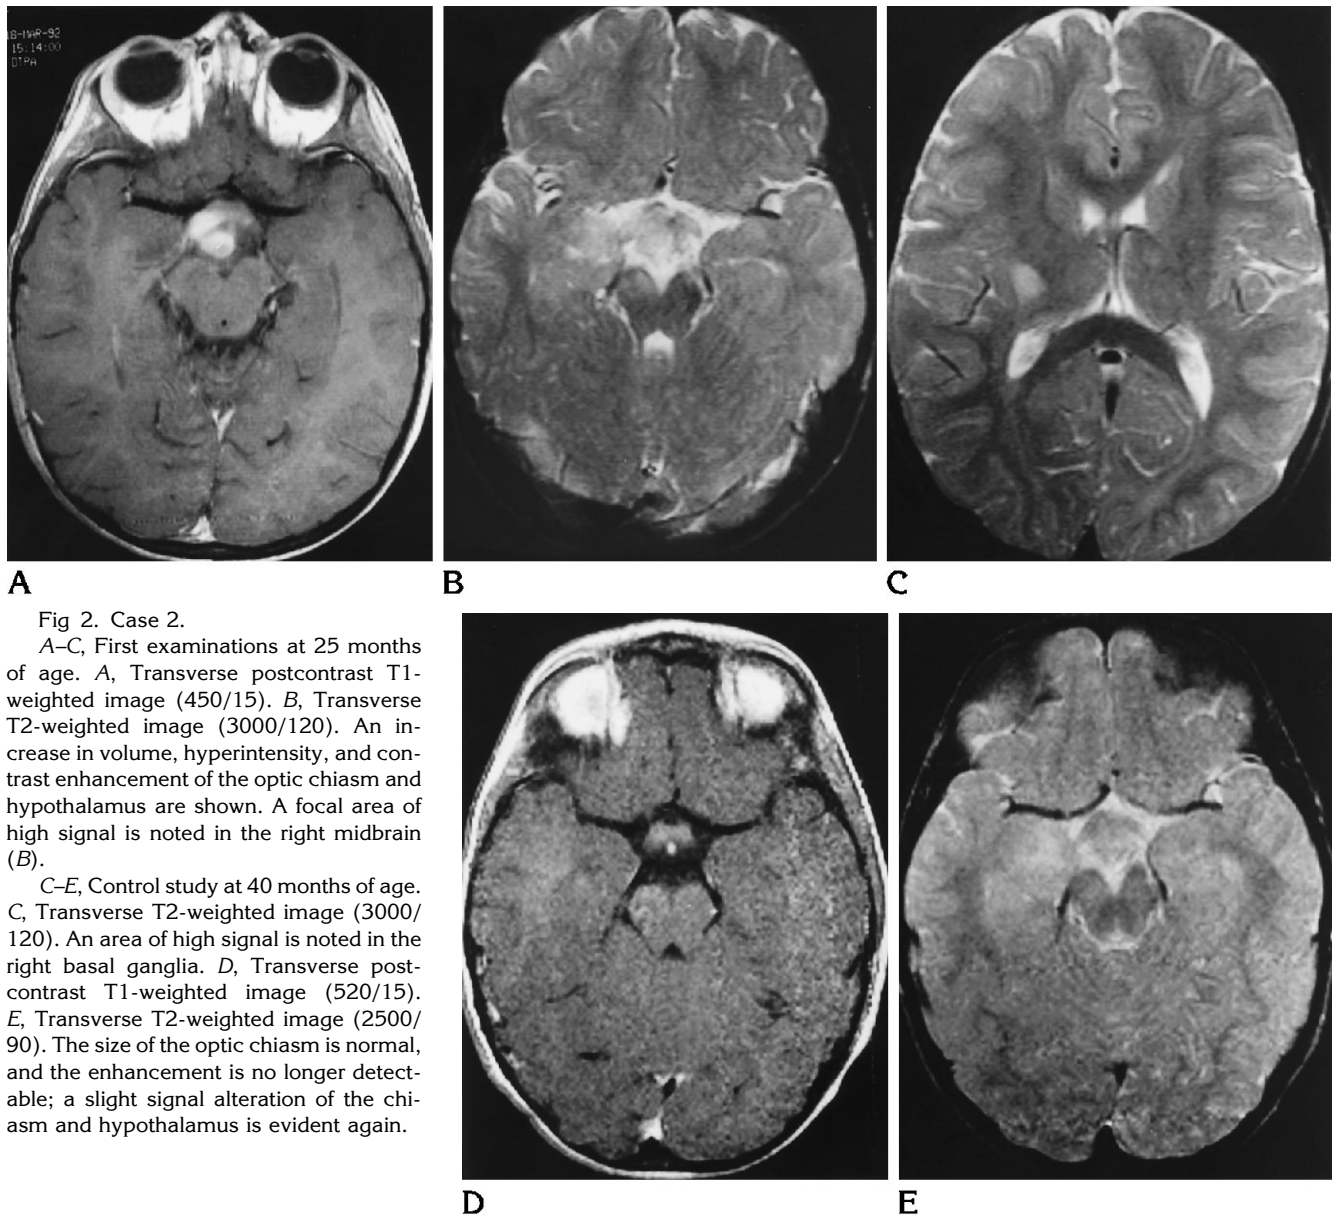 18-MAR-92
15:14:00
DTPA
A
B
C
Fig 2. Case 2.
A–C, First examinations at 25 months
of age. A, Transverse postcontrast T1-
weighted image (450/15). B, Transverse
T2-weighted image (3000/120). An in-
crease in volume, hyperintensity, and con-
trast enhancement of the optic chiasm and
hypothalamus are shown. A focal area of
high signal is noted in the right midbrain
(B).
C–E, Control study at 40 months of age.
C, Transverse T2-weighted image (3000/
120). An area of high signal is noted in the
right basal ganglia. D, Transverse post-
contrast T1-weighted image (520/15).
E, Transverse T2-weighted image (2500/
90). The size of the optic chiasm is normal,
and the enhancement is no longer detect-
able; a slight signal alteration of the chi-
asm and hypothalamus is evident again.
D
E